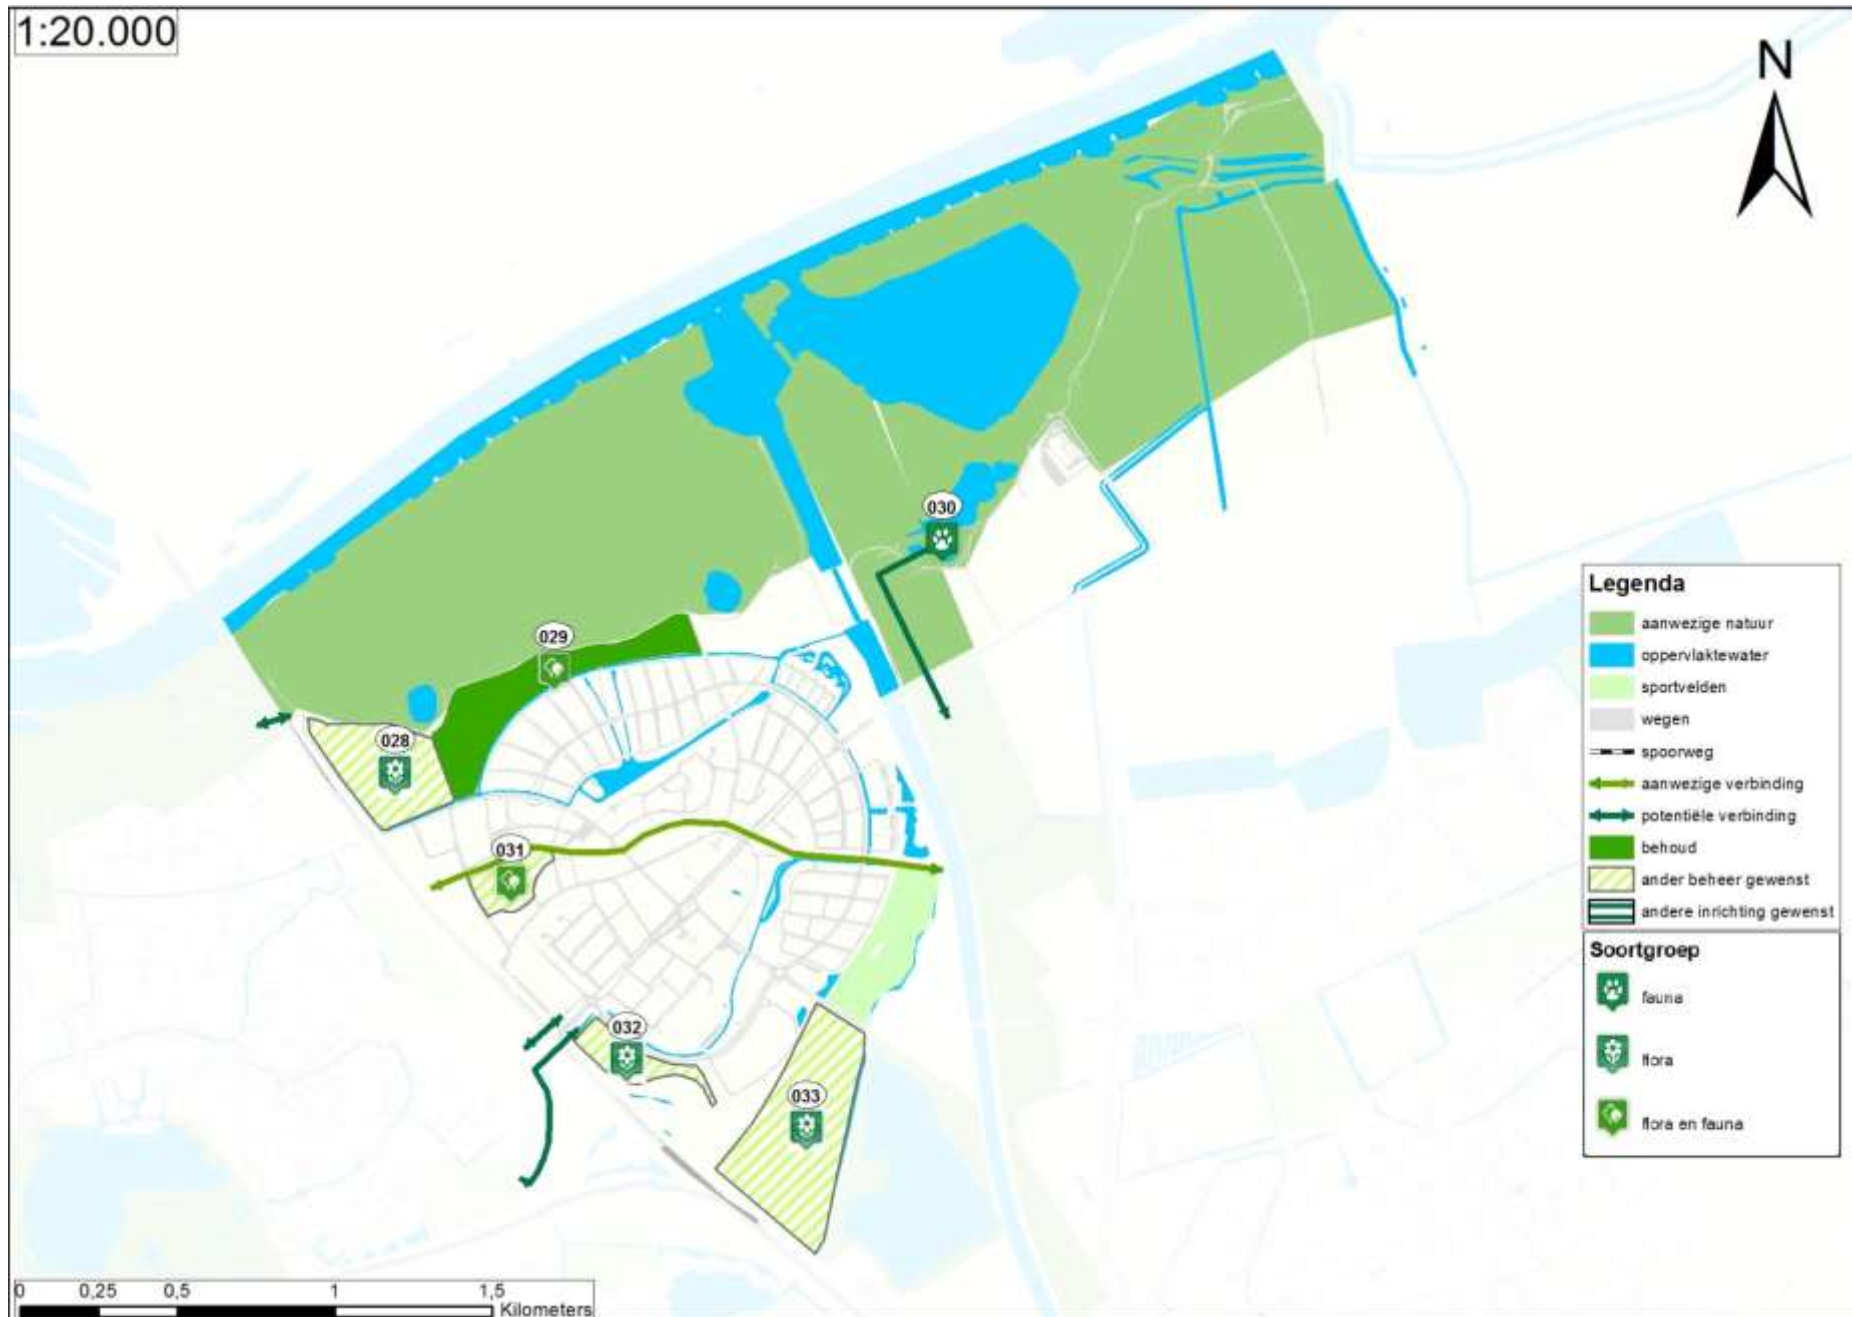 1:20.000
N
030
029
028
031
032
033
Legenda
aanwezige natuur
oppervlaktewater
sportvelden
wegen
spoorweg
aanwezige verbinding
potentiële verbinding
behoud
ander beheer gewenst
andere inrichting gewenst
Soortgroep
fauna
flora
flora en fauna
0 0,25 0,5 1 1,5
Kilometers